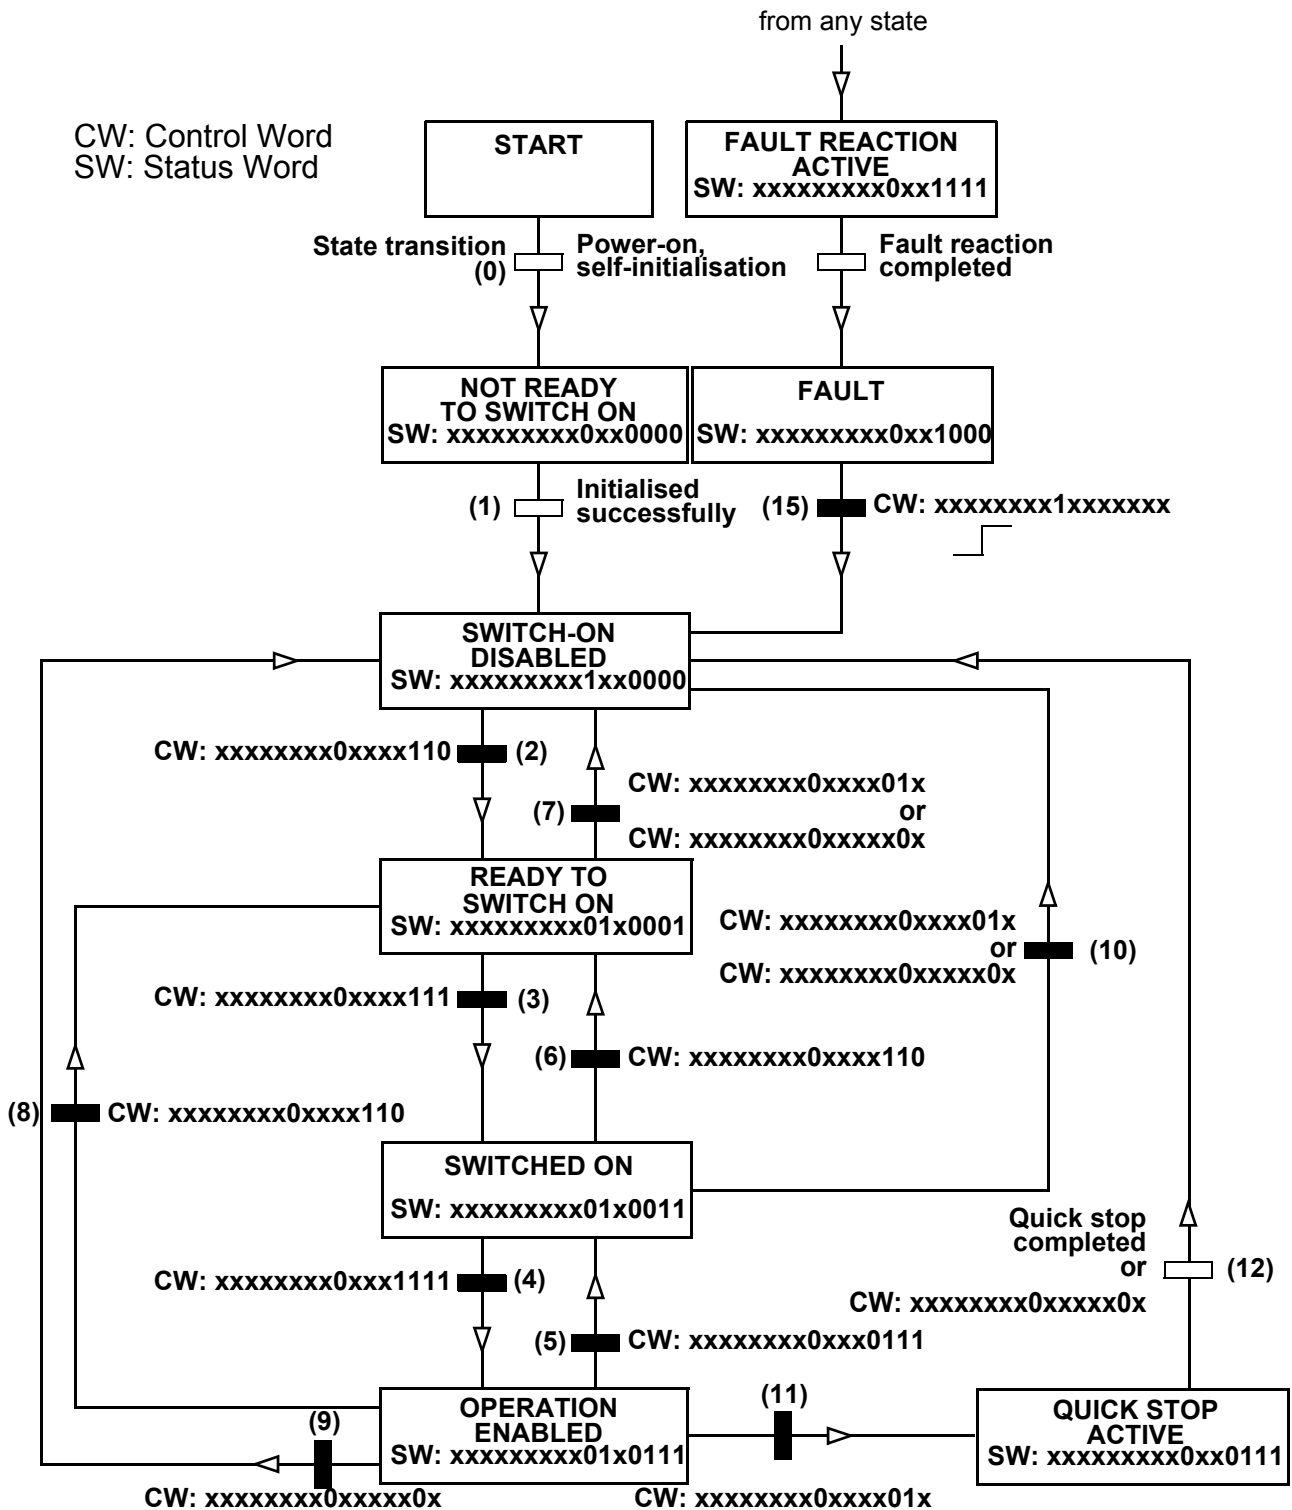 from any state
CW: Control Word
SW: Status Word
START
FAULT REACTION
ACTIVE
SW: xxxxxxxxx0xx1111
State transition
(0)
Power-on,
self-initialisation
Fault reaction
completed
NOT READY
TO SWITCH ON
SW: xxxxxxxxx0xx0000
FAULT
SW: xxxxxxxxx0xx1000
(1)
Initialised
successfully
(15)
CW: xxxxxxxx1xxxxxxx
SWITCH-ON
DISABLED
SW: xxxxxxxxx1xx0000
CW: xxxxxxxx0xxxx110
(2)
(7)
CW: xxxxxxxx0xxxx01x
or
CW: xxxxxxxx0xxxxx0x
READY TO
SWITCH ON
SW: xxxxxxxxx01x0001
CW: xxxxxxxx0xxxx01x
or
CW: xxxxxxxx0xxxxx0x
(10)
CW: xxxxxxxx0xxxx111
(3)
(6)
CW: xxxxxxxx0xxxx110
(8)
CW: xxxxxxxx0xxxx110
SWITCHED ON
SW: xxxxxxxxx01x0011
Quick stop
completed
or
CW: xxxxxxxx0xxxxx0x
(12)
CW: xxxxxxxx0xxx1111
(4)
(5)
CW: xxxxxxxx0xxx0111
OPERATION
ENABLED
SW: xxxxxxxxx01x0111
(9)
CW: xxxxxxxx0xxxxx0x
(11)
CW: xxxxxxxx0xxxx01x
QUICK STOP
ACTIVE
SW: xxxxxxxxx0xx0111